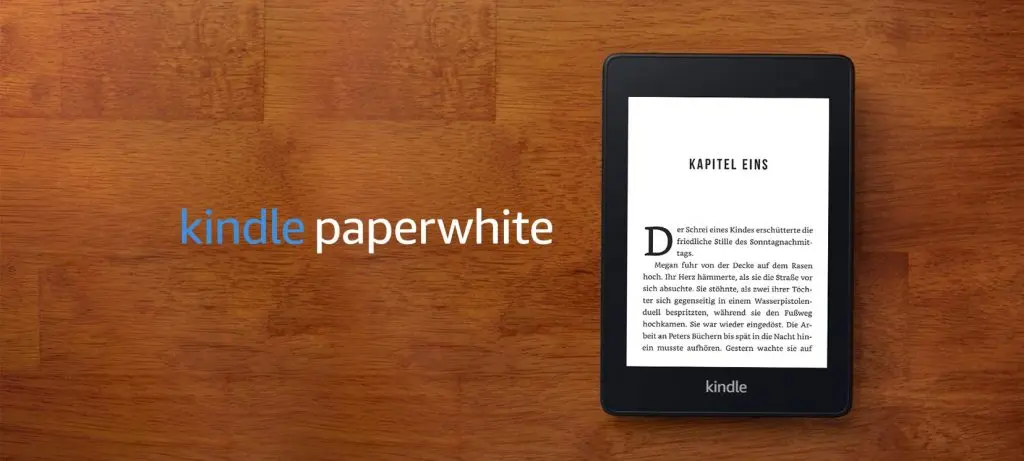 kindle paperwhite
KAPITEL EINS
Der Schrei eines Kindes erschütterte die
friedliche Stille des Sonntagnachmit-
tags.
Megan fuhr von der Decke auf dem Rasen
hoch. Ihr Herz hämmerte, als sie die Straße vor
sich absuchte. Sie stöhnte, als zwei ihrer Töch-
ter sich gegenseitig in einem Wasserpistolen-
duell bespritzten, während sie den Fußweg
hochkamen. Sie war wieder eingedöst. Die Ar-
beit an Peters Büchern bis spät in die Nacht hin-
ein musste aufhören. Gestern wachte sie auf
kindle